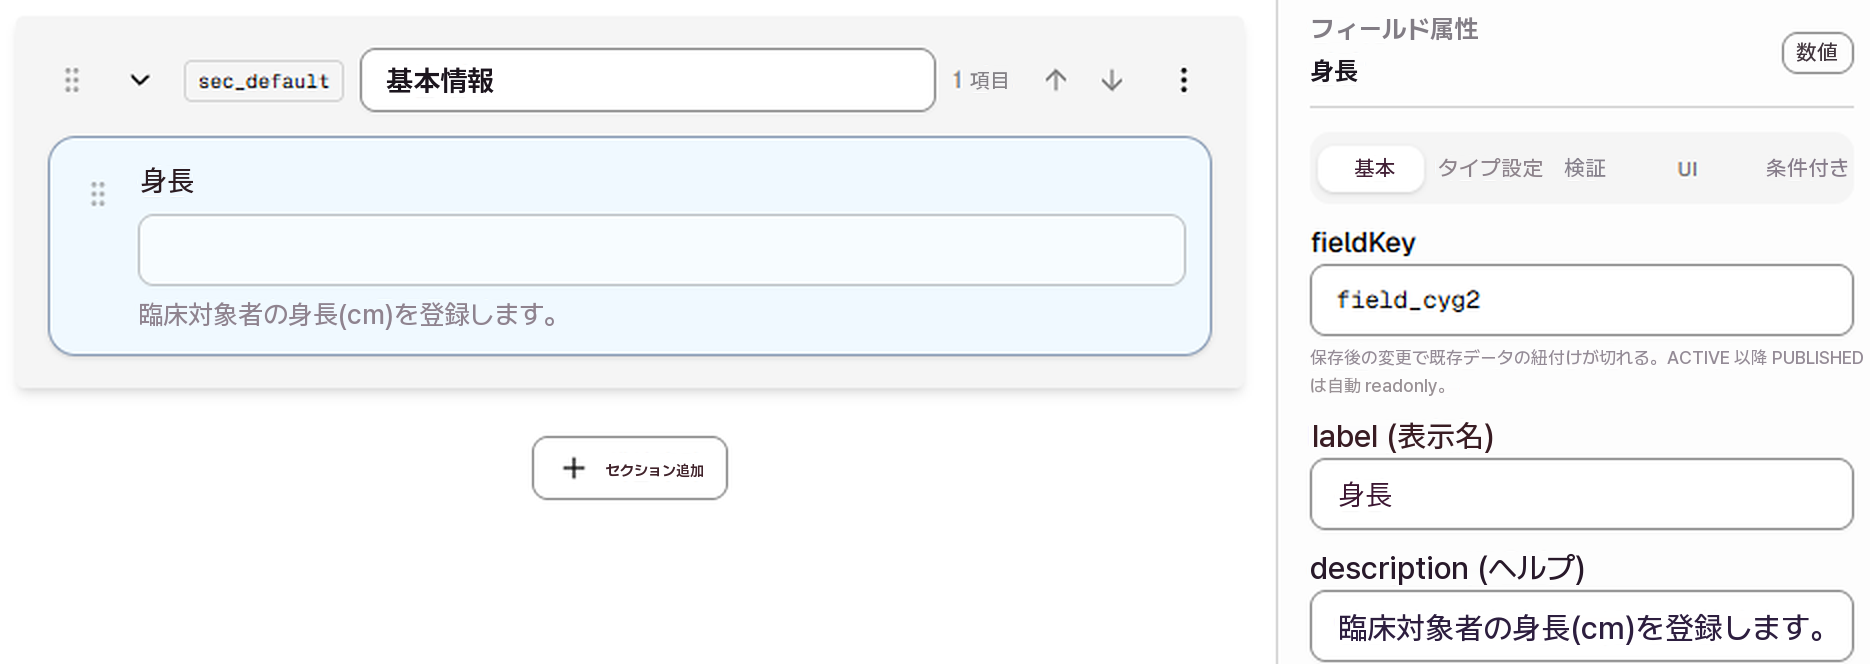 sec_default
基本情報
1 項目
身長
臨床対象者の身長(cm)を登録します。
セクション追加
フィールド属性
身長
数値
基本 タイプ設定 検証 UI 条件付き
fieldKey
field_cyg2
保存後の変更で既存データの紐付けが切れる。ACTIVE 以降 PUBLISHED
は自動 readonly。
label (表示名)
身長
description (ヘルプ)
臨床対象者の身長(cm)を登録します。